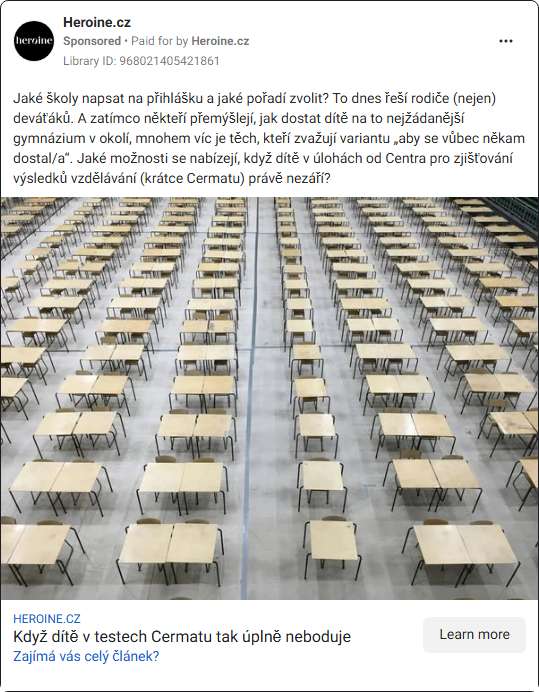 Heroine.cz
heroine
Sponsored • Paid for by Heroine.cz
Library ID: 968021405421861
Jaké školy napsat na přihlášku a jaké pořadí zvolit? To dnes řeší rodiče (nejen)
deváťáků. A zatímco někteří přemýšlejí, jak dostat dítě na to nejžádanější
gymnázium v okolí, mnohem víc je těch, kteří zvažují variantu „aby se vůbec někam
dostal/a“. Jaké možnosti se nabízejí, když dítě v úlohách od Centra pro zjišťování
výsledků vzdělávání (krátce Cermatu) právě nezáří?
HEROINE.CZ
Když dítě v testech Cermatu tak úplně neboduje
Zajímá vás celý článek?
Learn more